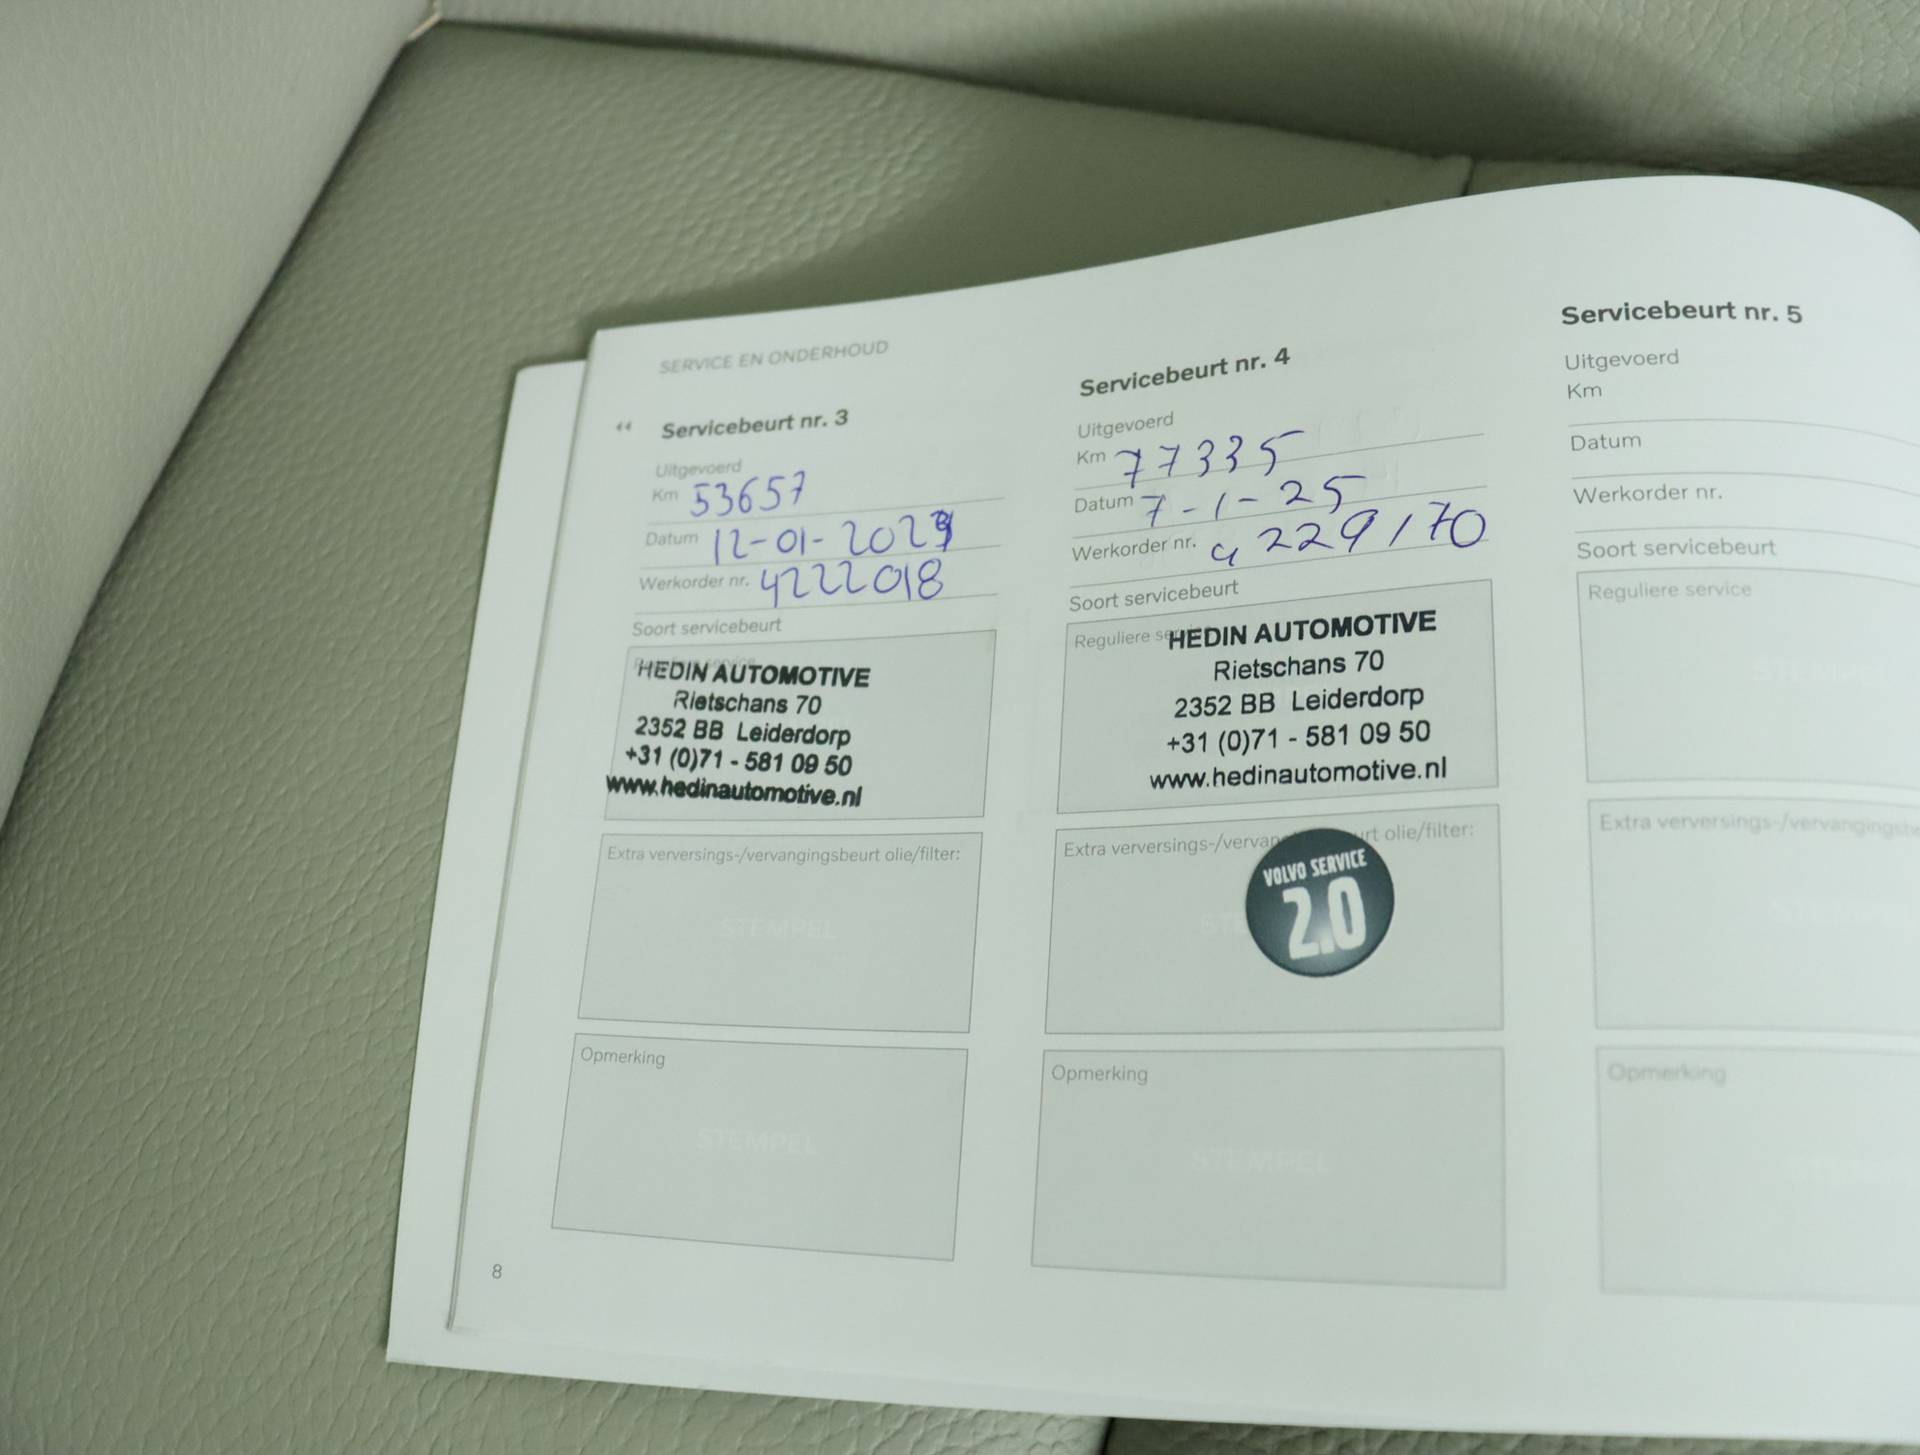 SERVICE EN ONDERHOUD
Servicebeurt nr. 3
Uitgevoerd
Km 53657
Datum 12-01-2023
Werkorder nr. 4222018
Soort servicebeurt
HEDIN AUTOMOTIVE
Rietschans 70
2352 BB Leiderdorp
+31 (0)71 - 581 09 50
www.hedinautomotive.nl
Extra verversings-/vervangingsbeurt olie/filter:
STEMPEL
Opmerking
STEMPEL
8
Servicebeurt nr. 4
Uitgevoerd
Km 77335
Datum 7-1-25
Werkorder nr. 4229170
Soort servicebeurt
Reguliere
HEDIN AUTOMOTIVE
Rietschans 70
2352 BB Leiderdorp
+31 (0)71 - 581 09 50
www.hedinautomotive.nl
Extra verversings-/vervan urt olie/filter:
VOLVO SERVICE
2.0
Opmerking
STEMPEL
Servicebeurt nr. 5
Uitgevoerd
Km
Datum
Werkorder nr.
Soort servicebeurt
Reguliere service
Extra verversings-/vervangingsbe
Opmerking